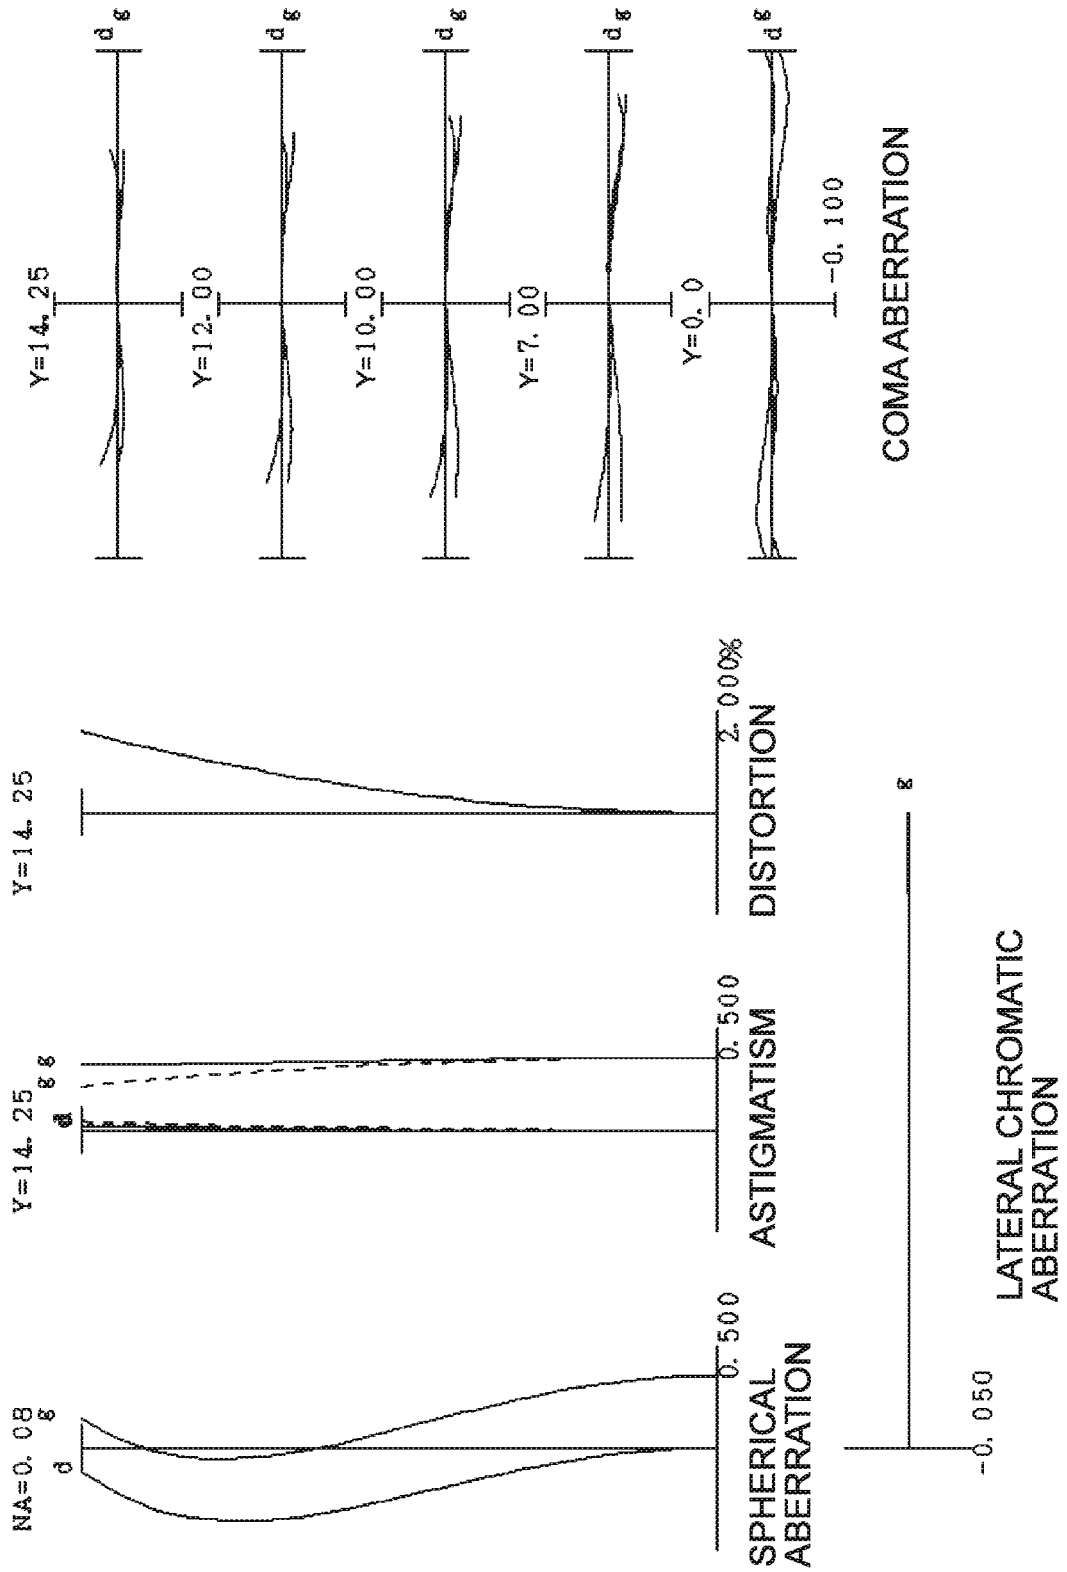 NA=0. 08
d
g
0. 500
SPHERICAL
ABERRATION
Y=14. 25
d
g g
0. 500
ASTIGMATISM
Y=14. 25
2. 000%
DISTORTION
Y=14. 25
d g
Y=12. 00
d g
Y=10. 00
d g
Y=7. 00
d g
Y=0. 0
d g
-0. 100
COMA ABERRATION
g
-0. 050
LATERAL CHROMATIC
ABERRATION